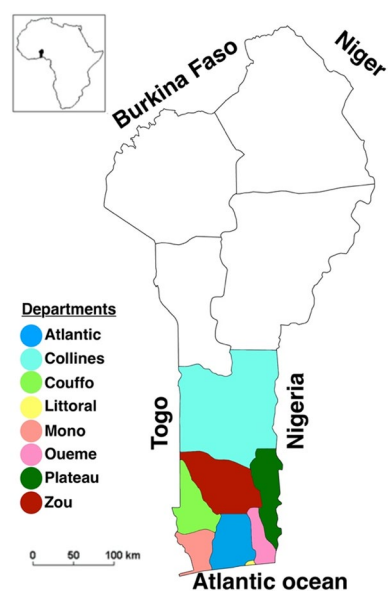 Burkina Faso
Niger
Departments
Atlantic
Collines
Couffo
Littoral
Mono
Oueme
Plateau
Zou
Togo
Nigeria
0 50 100 km
Atlantic ocean